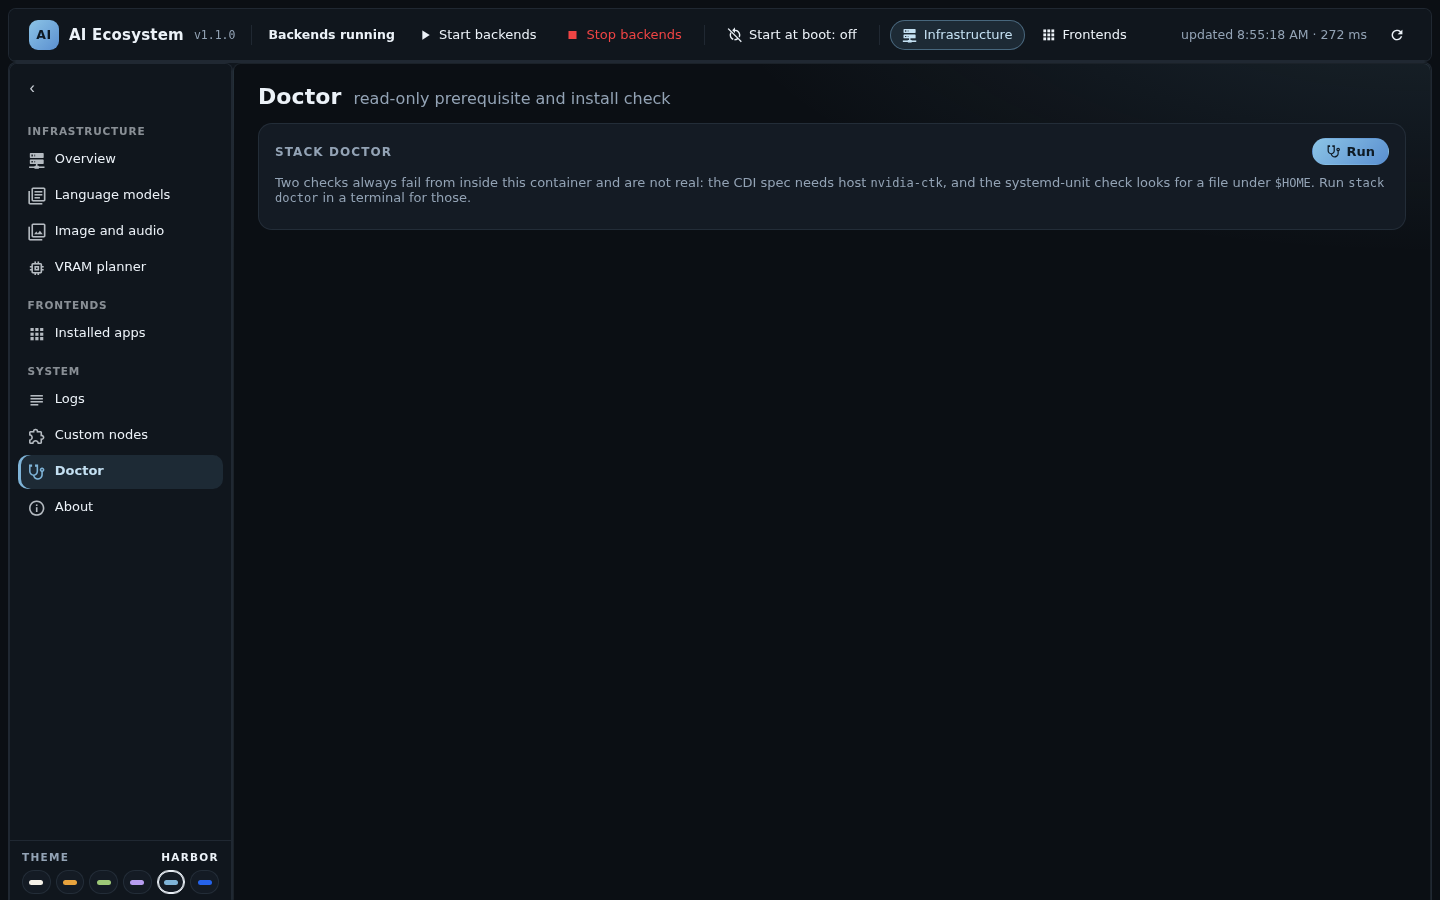 AI AI Ecosystem v1.1.0 Backends running Start backends Stop backends Start at boot: off Infrastructure Frontends updated 8:55:18 AM · 272 ms
‹
INFRASTRUCTURE
Overview
Language models
Image and audio
VRAM planner
FRONTENDS
Installed apps
SYSTEM
Logs
Custom nodes
Doctor
About
THEME HARBOR
Doctor read-only prerequisite and install check
STACK DOCTOR Run
Two checks always fail from inside this container and are not real: the CDI spec needs host nvidia-ctk, and the systemd-unit check looks for a file under $HOME. Run stack
doctor in a terminal for those.